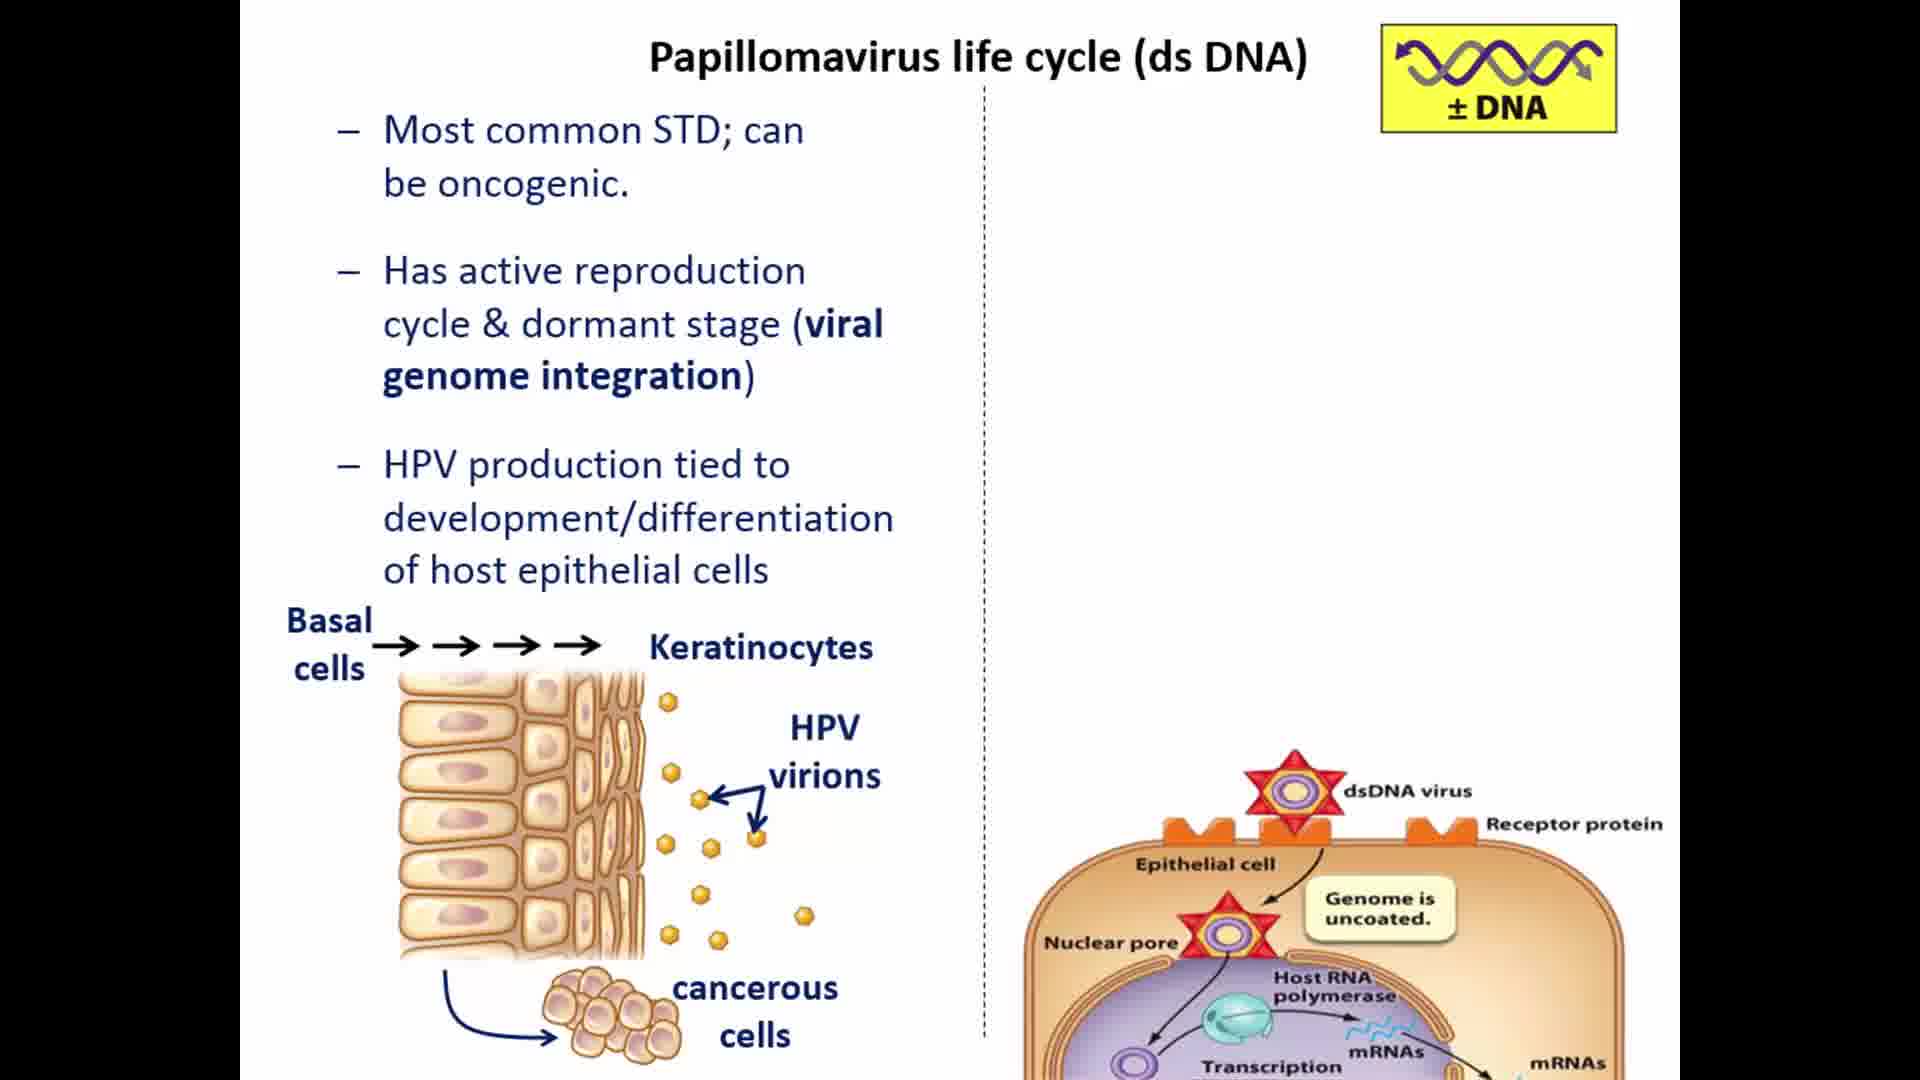 Papillomavirus life cycle (ds DNA)
± DNA
– Most common STD; can
be oncogenic.
– Has active reproduction
cycle & dormant stage (viral
genome integration)
– HPV production tied to
development/differentiation
of host epithelial cells
Basal
cells
Keratinocytes
HPV
virions
cancerous
cells
dsDNA virus
Receptor protein
Epithelial cell
Genome is
uncoated.
Nuclear pore
Host RNA
polymerase
mRNAs
mRNAs
Transcription